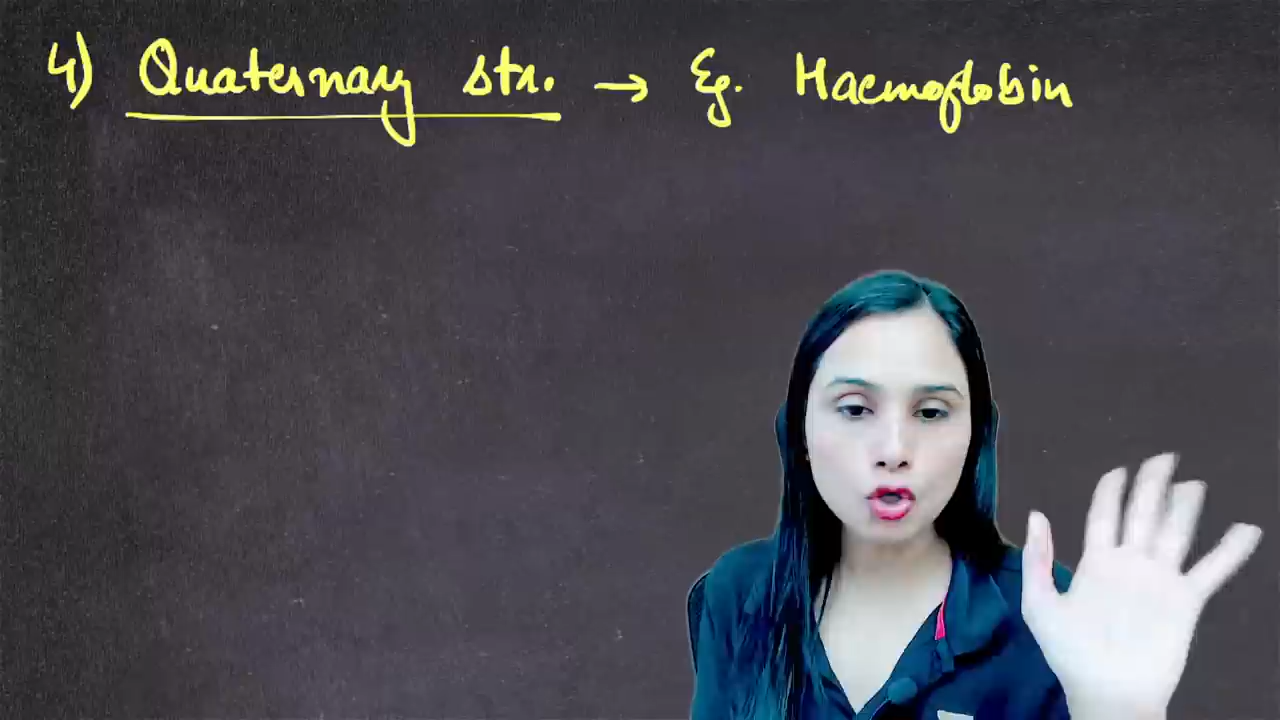 4) Quaternary str. → Eg. Haemoglobin